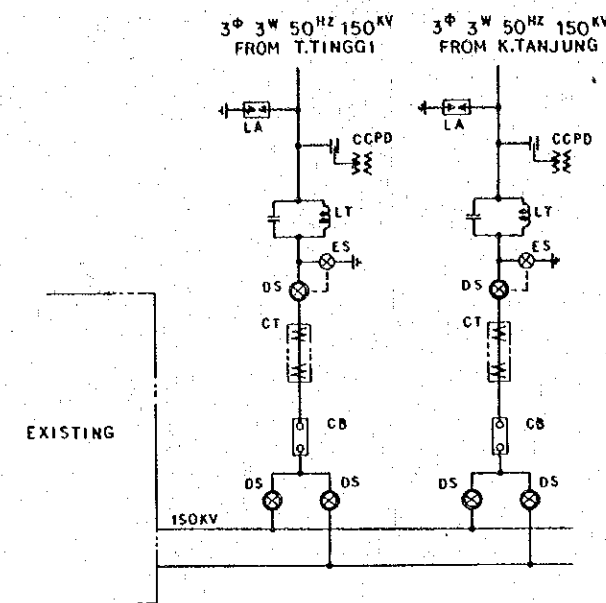 3Φ 3W 50HZ 150KV
FROM T.TINGGI
3Φ 3W 50HZ 150KV
FROM K.TANJUNG
LA
CCPD
LA
CCPD
LT
LT
ES
ES
DS
DS
CT
CT
CB
CB
EXISTING
DS
DS
DS
DS
150KV